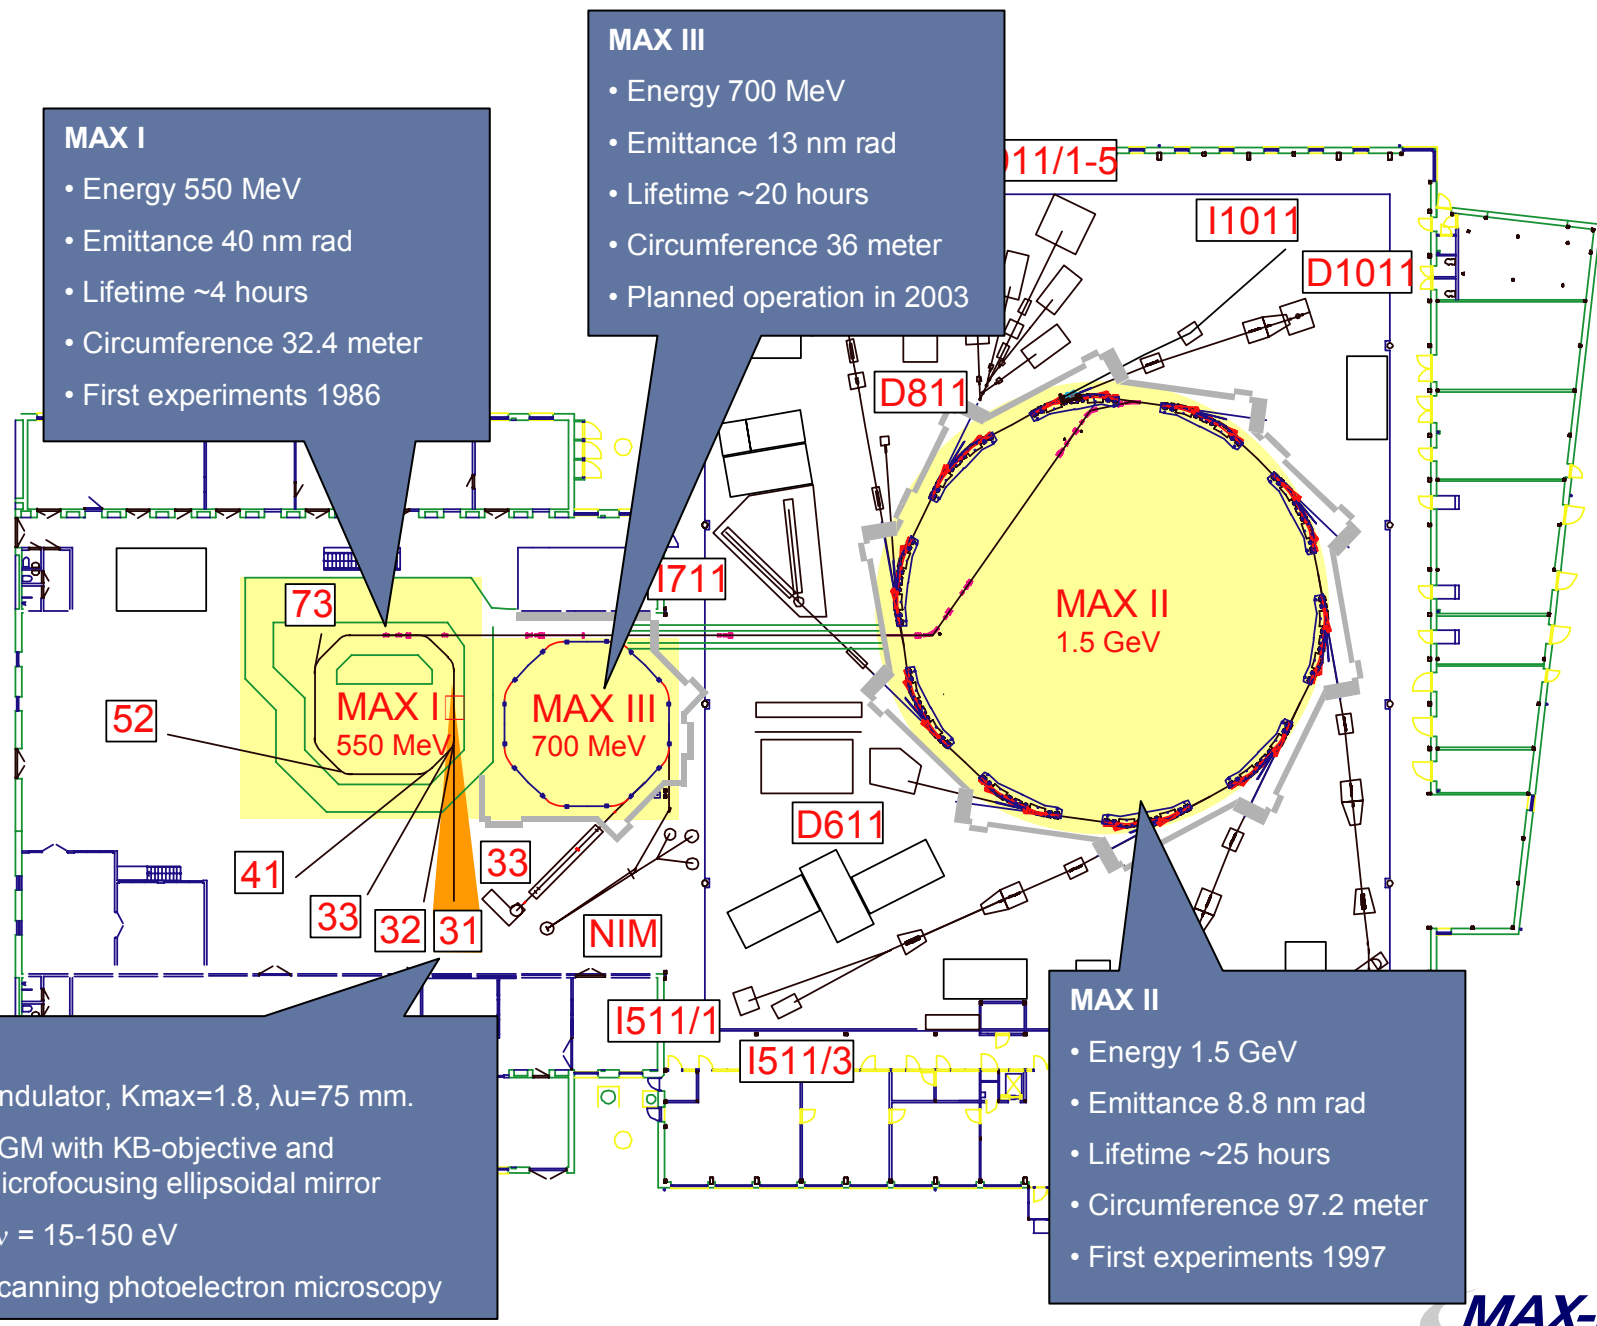 MAX III
• Energy 700 MeV
• Emittance 13 nm rad
• Lifetime ~20 hours
• Circumference 36 meter
• Planned operation in 2003
MAX I
• Energy 550 MeV
• Emittance 40 nm rad
• Lifetime ~4 hours
• Circumference 32.4 meter
• First experiments 1986
011/1-5
I1011
D1011
D811
I711
73
MAX II
1.5 GeV
52
MAX I
550 MeV
MAX III
700 MeV
D611
41
33
33
32
31
NIM
I511/1
I511/3
ndulator, Kmax=1.8, λu=75 mm.
GM with KB-objective and
icrofocusing ellipsoidal mirror
ν = 15-150 eV
canning photoelectron microscopy
MAX II
• Energy 1.5 GeV
• Emittance 8.8 nm rad
• Lifetime ~25 hours
• Circumference 97.2 meter
• First experiments 1997
MAX-